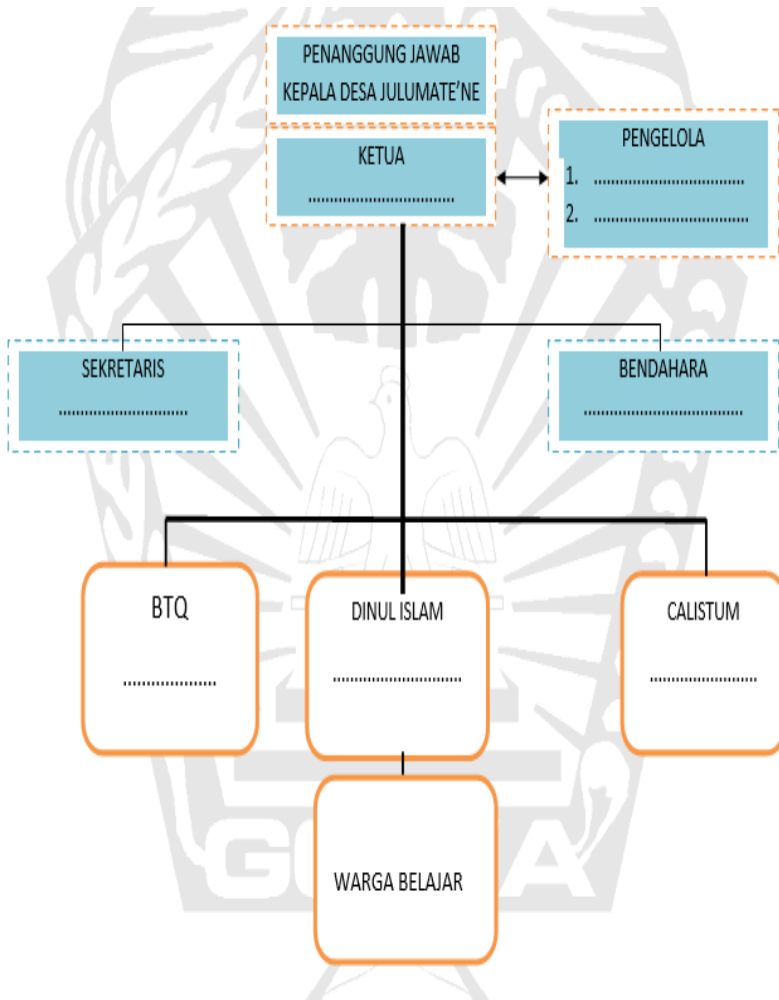 PENANGGUNG JAWAB
KEPALA DESA JULUMATE'NE
KETUA
..................................
PENGELOLA
1. ...................................
2. ....................................
SEKRETARIS
..............................
BENDAHARA
.....................................
BTQ
....................
DINUL ISLAM
..............................
CALISTUM
.........................
WARGA BELAJAR